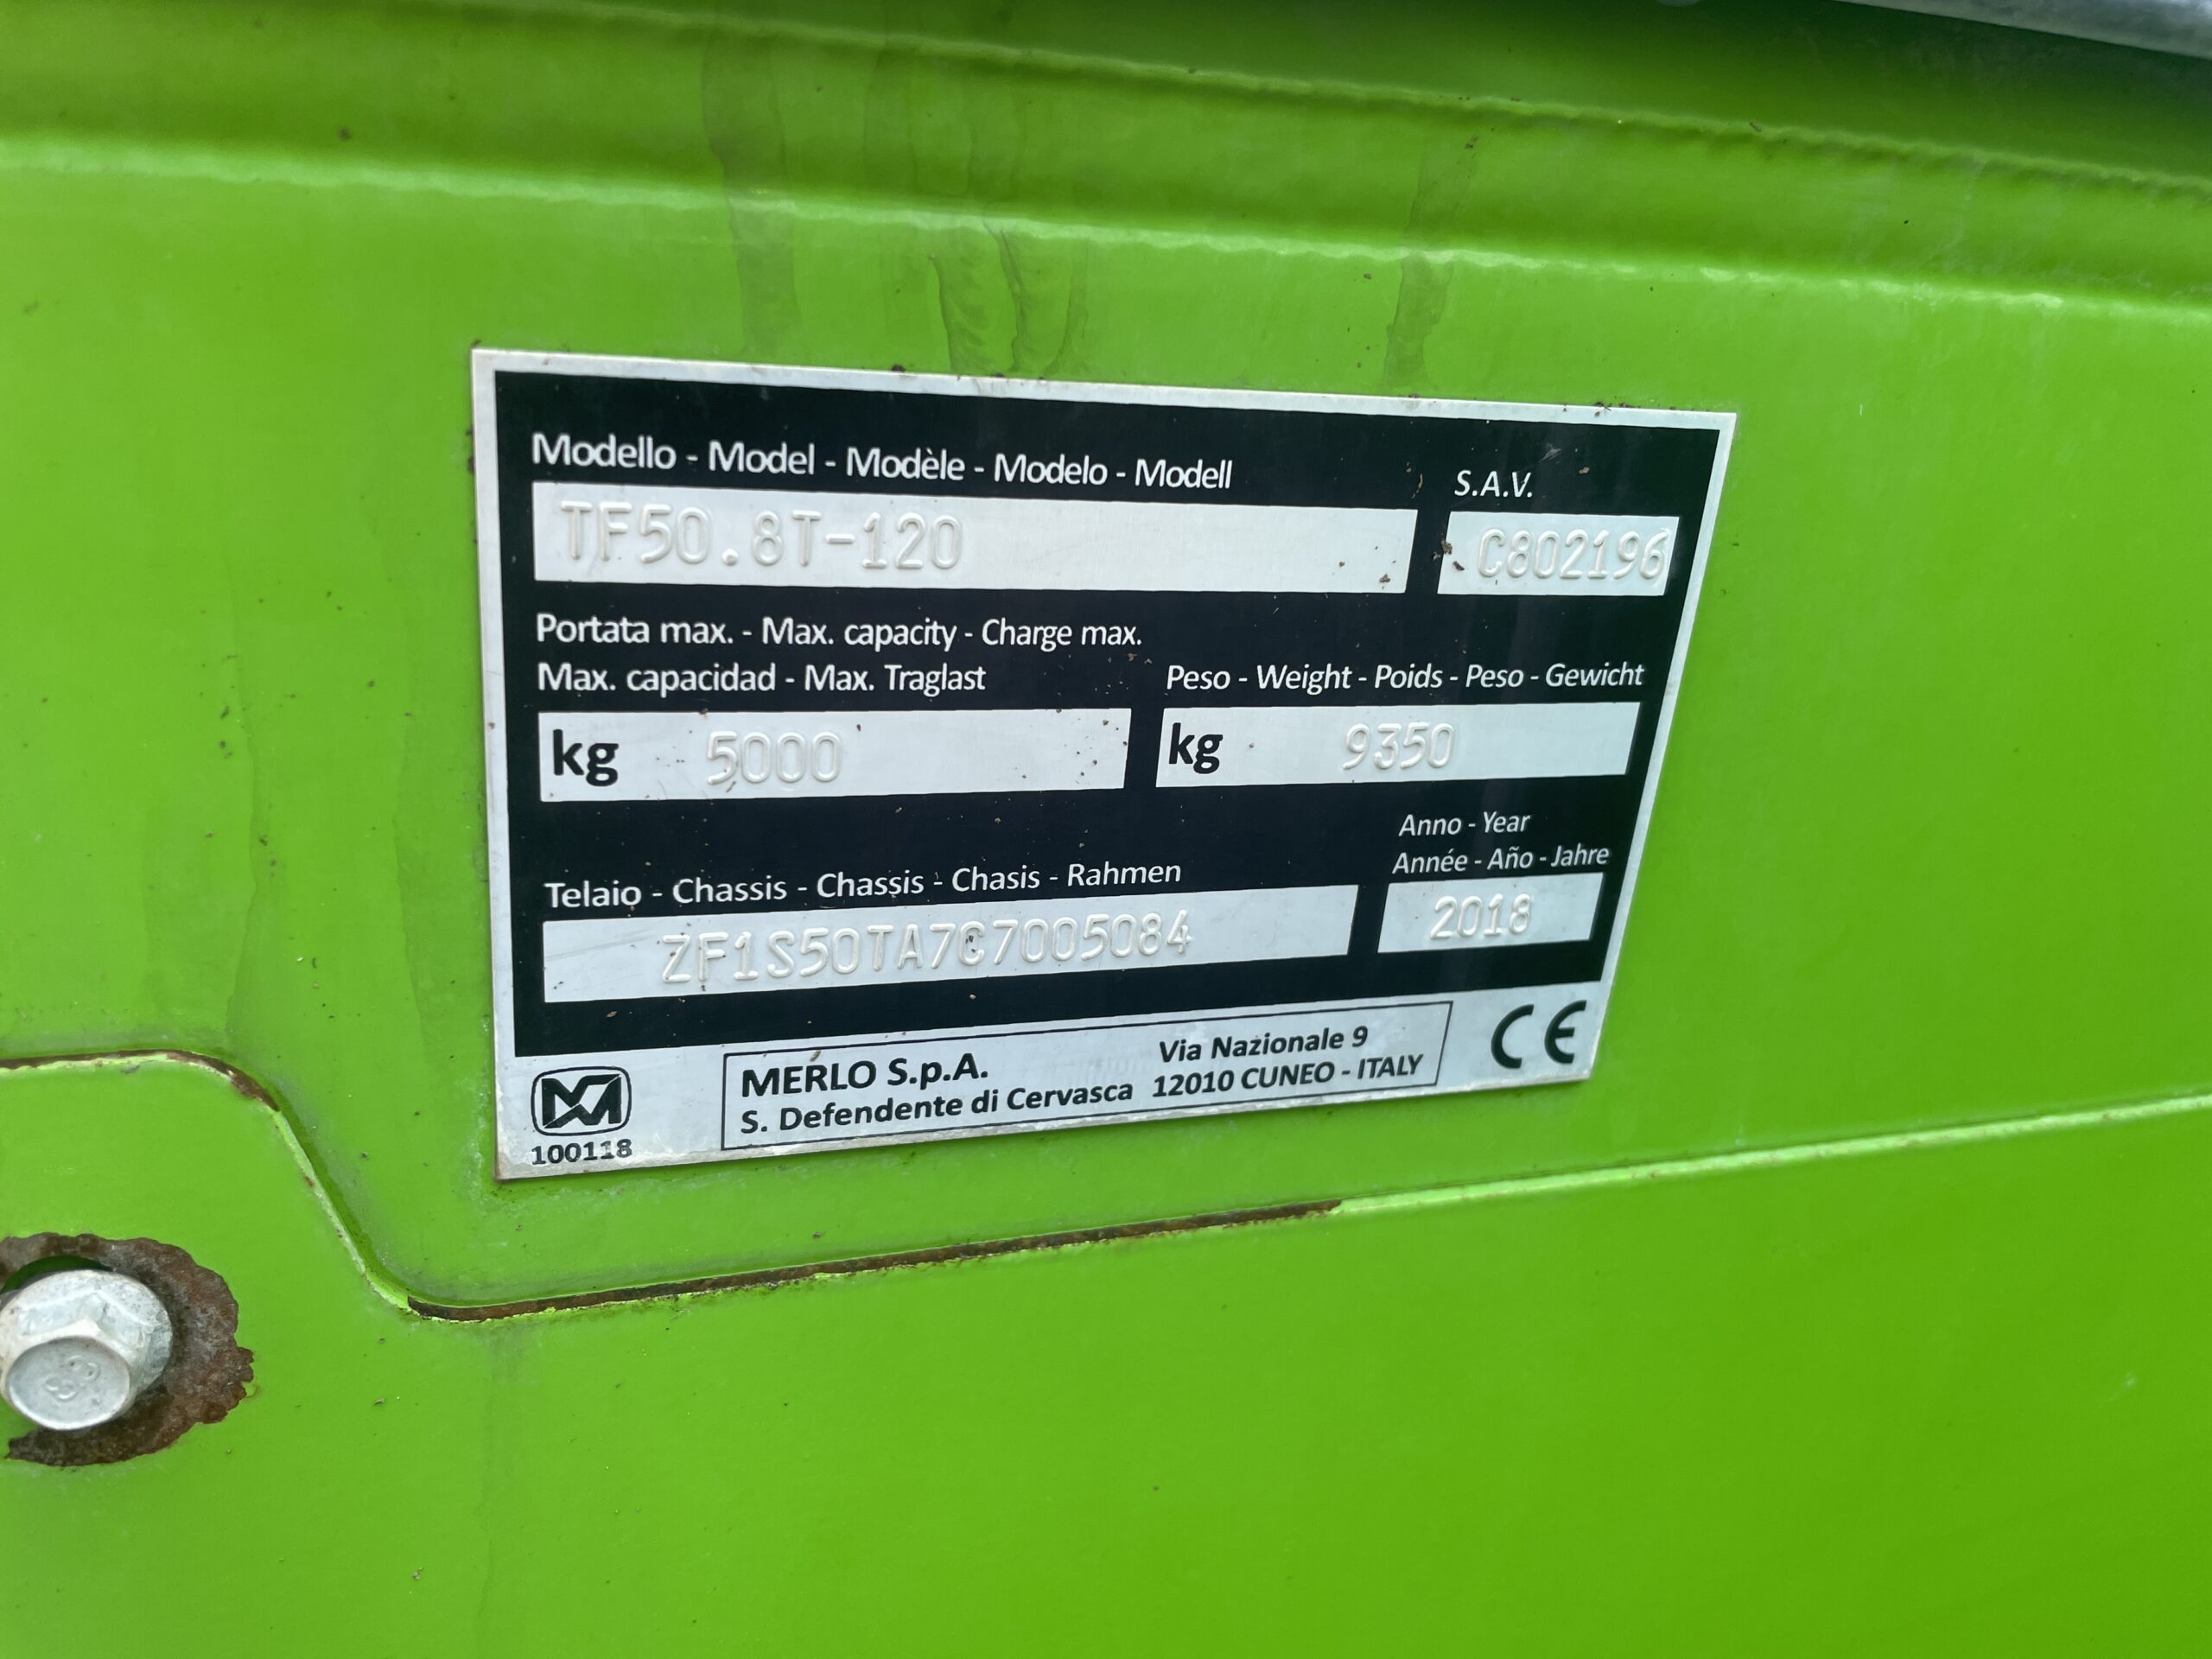 Modello - Model - Modèle - Modelo - Modell
S.A.V.
TF50.8T-120
C802196
Portata max. - Max. capacity - Charge max.
Max. capacidad - Max. Traglast
Peso - Weight - Poids - Peso - Gewicht
kg 5000
kg 9350
Telaio - Chassis - Chassis - Chasis - Rahmen
Anno - Year
Année - Año - Jahre
ZF1S50TA7C7005084
2018
100118
MERLO S.p.A.
S. Defendente di Cervasca
Via Nazionale 9
12010 CUNEO - ITALY
CE
8.8